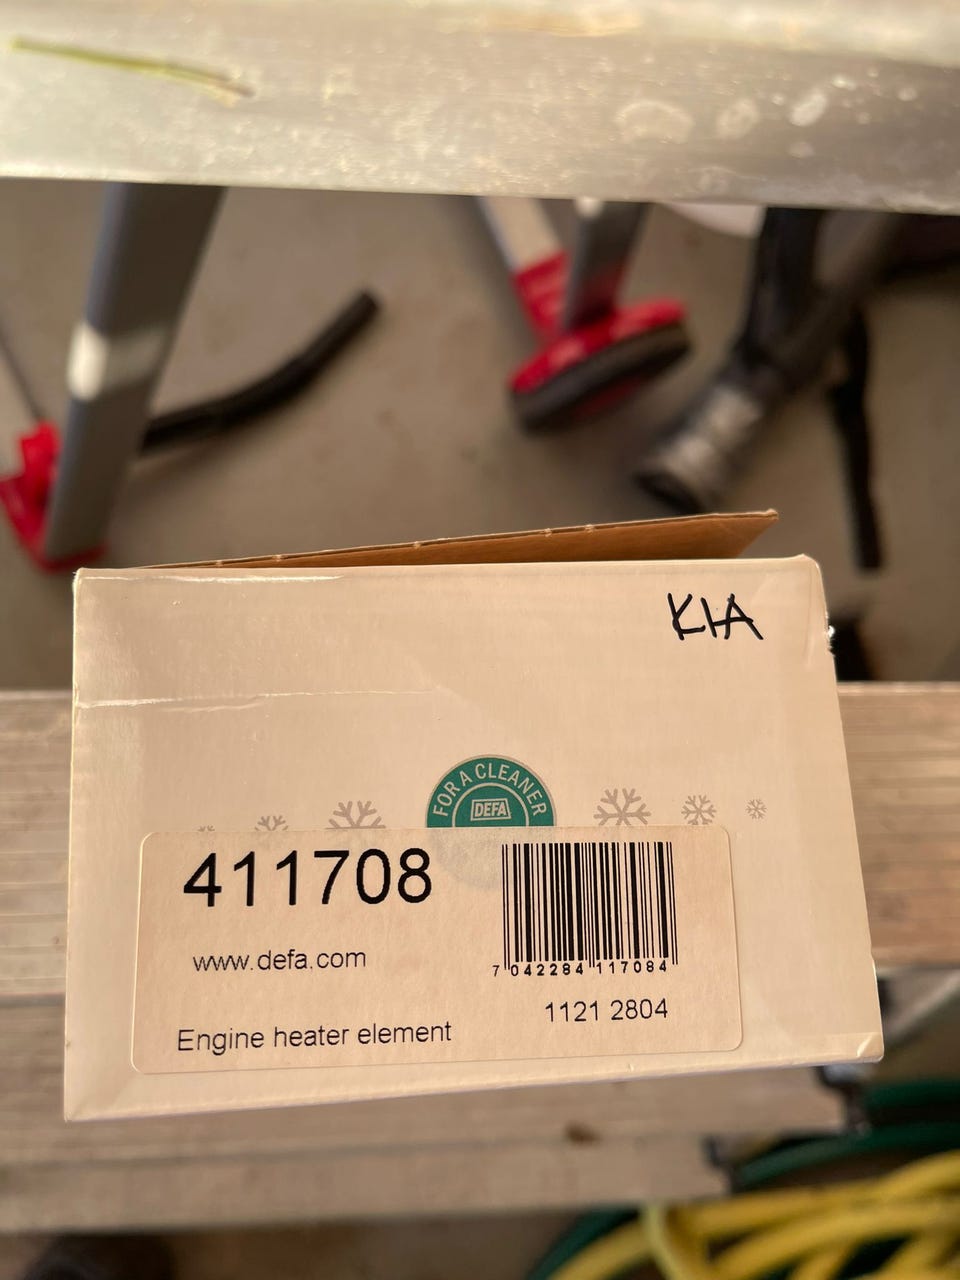 KIA
FOR A CLEANER
DEFA
411708
www.defa.com
7 042284 117084
1121 2804
Engine heater element